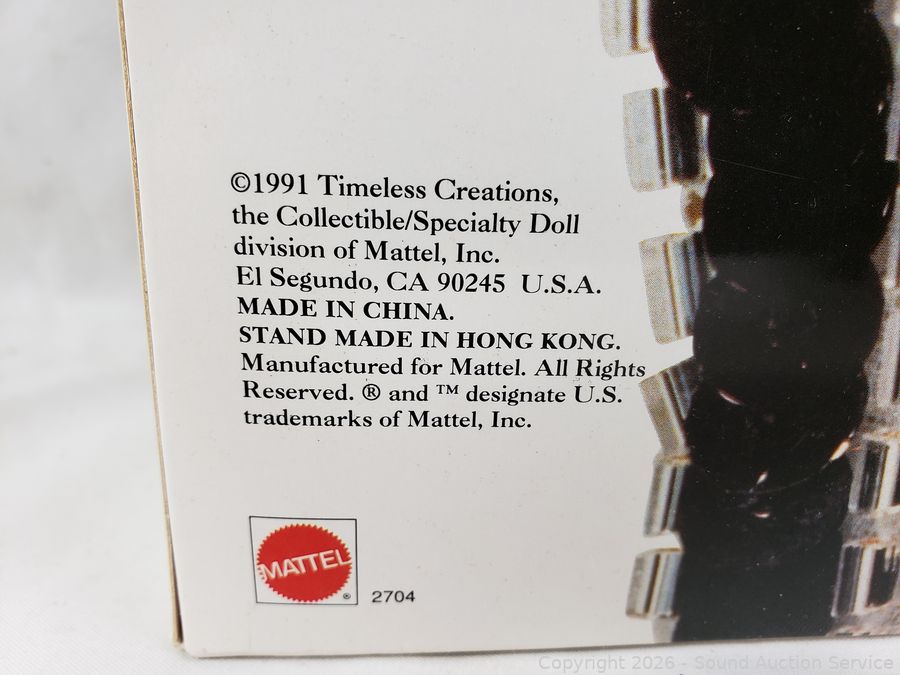 ©1991 Timeless Creations,
the Collectible/Specialty Doll
division of Mattel, Inc.
El Segundo, CA 90245 U.S.A.
MADE IN CHINA.
STAND MADE IN HONG KONG.
Manufactured for Mattel. All Rights
Reserved. ® and ™ designate U.S.
trademarks of Mattel, Inc.
MATTEL
®
2704
Copyright 2026 - Sound Auction Service